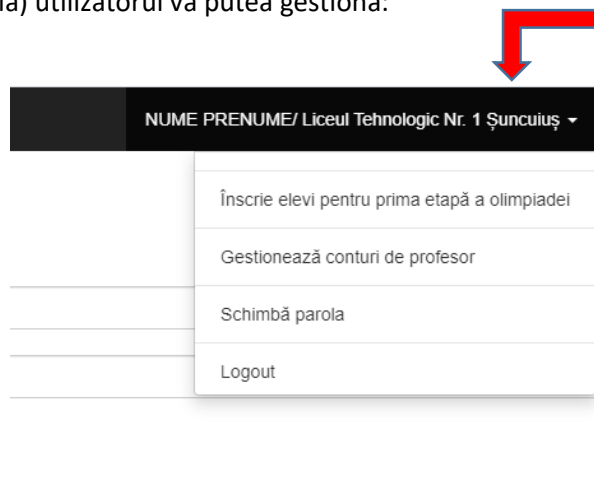 utilizatorul va putea gestiona:
NUME PRENUME/ Liceul Tehnologic Nr. 1 Șuncuiuș
Înscrie elevi pentru prima etapă a olimpiadei
Gestionează conturi de profesor
Schimbă parola
Logout